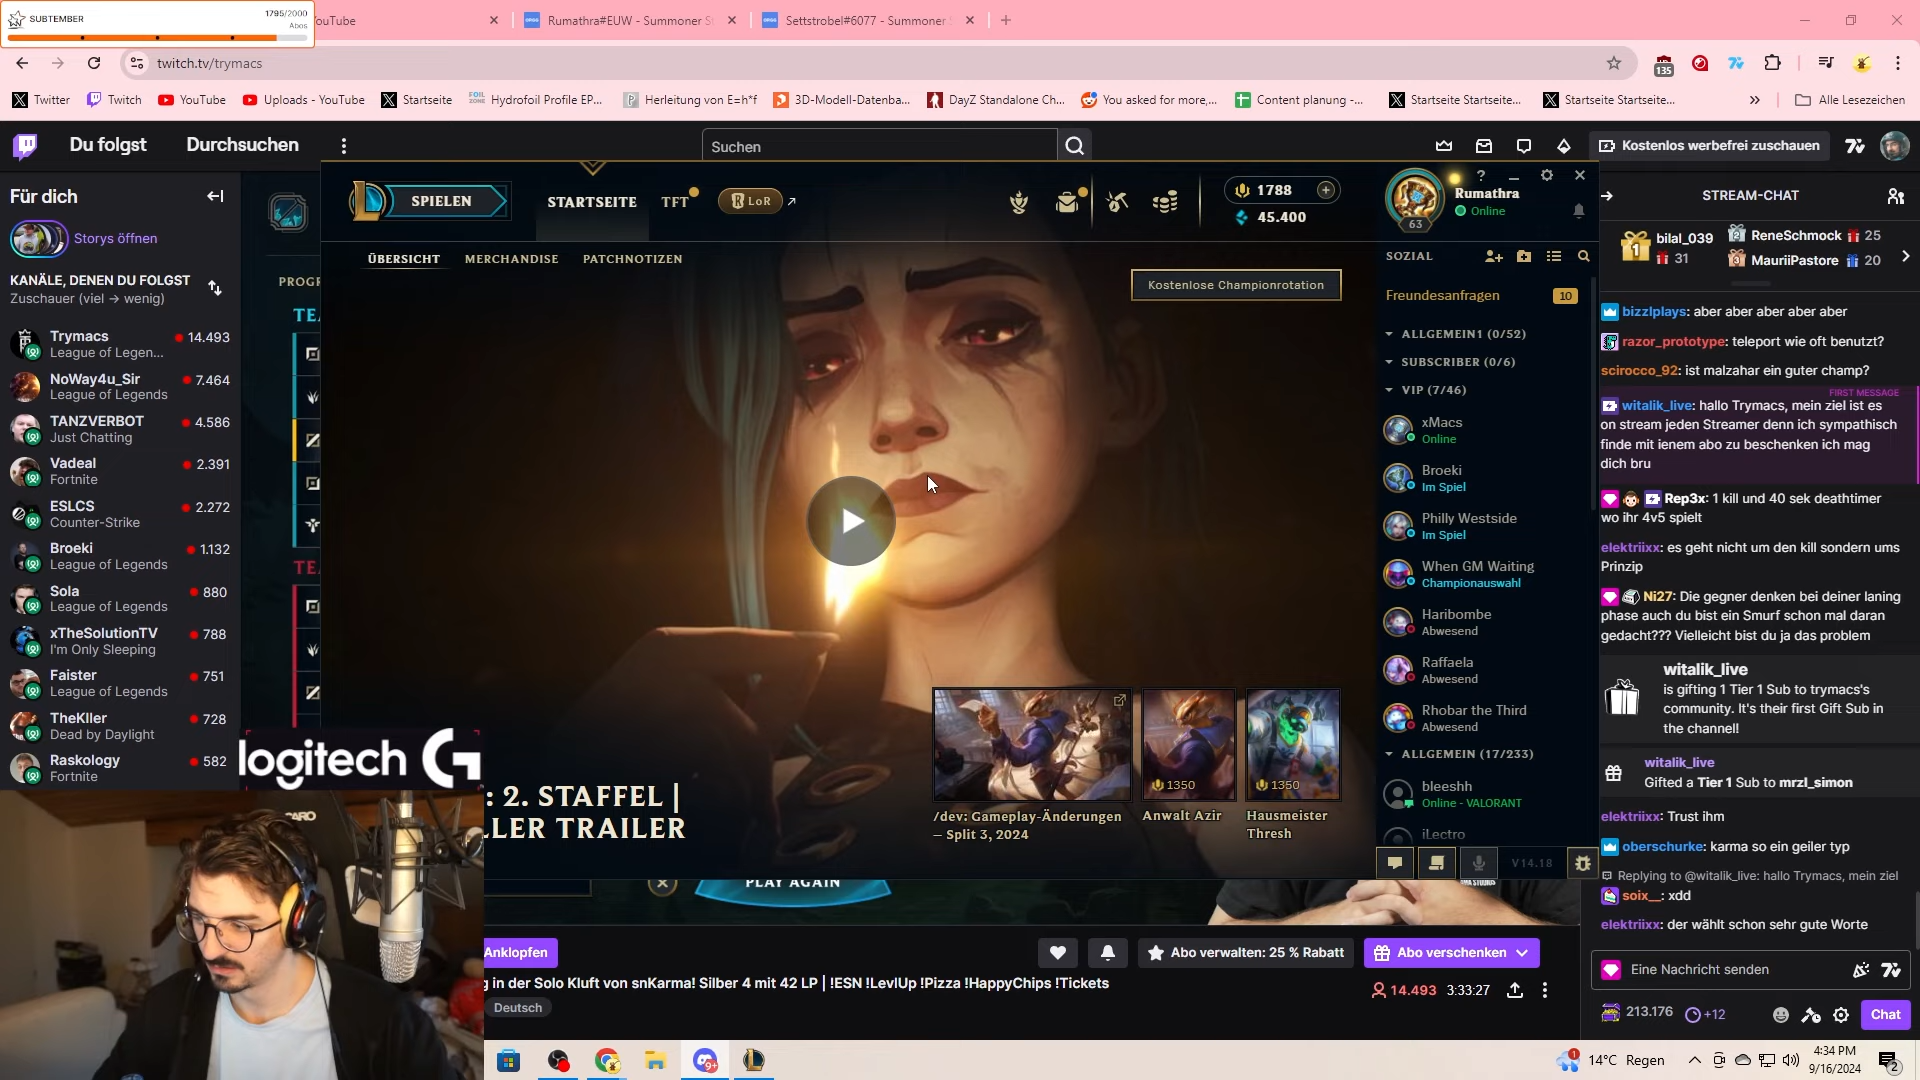 SUBTEMBER
1795/2000
Abos
YouTube
Rumathra#EUW - Summoner S
Settstrobel#6077 - Summoner S
twitch.tv/trymacs
135
Twitter
Twitch
YouTube
Uploads - YouTube
Startseite
Hydrofoil Profile EP...
Herleitung von E=h*f
3D-Modell-Datenba...
DayZ Standalone Ch...
You asked for more,...
Content planung -...
Startseite Startseite...
Startseite Startseite...
Alle Lesezeichen
Du folgst
Durchsuchen
Suchen
Kostenlos werbefrei zuschauen
Für dich
Storys öffnen
KANÄLE, DENEN DU FOLGST
Zuschauer (viel → wenig)
Trymacs
14.493
League of Legen...
NoWay4u_Sir
7.464
League of Legends
TANZVERBOT
4.586
Just Chatting
Vadeal
2.391
Fortnite
ESLCS
2.272
Counter-Strike
Broeki
1.132
League of Legends
Sola
880
League of Legends
xTheSolutionTV
788
I'm Only Sleeping
Faister
751
League of Legends
TheKller
728
Dead by Daylight
Raskology
582
Fortnite
PROGR
TEA
TEA
SPIELEN
STARTSEITE
TFT
LoR
1788
45.400
63
Rumathra
Online
ÜBERSICHT
MERCHANDISE
PATCHNOTIZEN
Kostenlose Championrotation
: 2. STAFFEL |
LLER TRAILER
/dev: Gameplay-Änderungen
– Split 3, 2024
1350
Anwalt Azir
1350
Hausmeister
Thresh
SOZIAL
Freundesanfragen
10
ALLGEMEIN1 (0/52)
SUBSCRIBER (0/6)
VIP (7/46)
xMacs
Online
Broeki
Im Spiel
Philly Westside
Im Spiel
When GM Waiting
Championauswahl
Haribombe
Abwesend
Raffaela
Abwesend
Rhobar the Third
Abwesend
ALLGEMEIN (17/233)
bleeshh
Online - VALORANT
iLectro
V14.18
PLAY AGAIN
logitech G
Anklopfen
Abo verwalten: 25 % Rabatt
Abo verschenken
g in der Solo Kluft von snKarma! Silber 4 mit 42 LP | !ESN !LevlUp !Pizza !HappyChips !Tickets
14.493
3:33:27
Deutsch
STREAM-CHAT
1
bilal_039
31
2
ReneSchmock
25
3
MauriiPastore
20
bizzlplays: aber aber aber aber aber
razor_prototype: teleport wie oft benutzt?
scirocco_92: ist malzahar ein guter champ?
FIRST MESSAGE
witalik_live: hallo Trymacs, mein ziel ist es
on stream jeden Streamer denn ich sympathisch
finde mit ienem abo zu beschenken ich mag
dich bru
Rep3x: 1 kill und 40 sek deathtimer
wo ihr 4v5 spielt
elektriixx: es geht nicht um den kill sondern ums
Prinzip
Ni27: Die gegner denken bei deiner laning
phase auch du bist ein Smurf schon mal daran
gedacht??? Vielleicht bist du ja das problem
witalik_live
is gifting 1 Tier 1 Sub to trymacs's
community. It's their first Gift Sub in
the channel!
witalik_live
Gifted a Tier 1 Sub to mrzl_simon
elektriixx: Trust ihm
oberschurke: karma so ein geiler typ
Replying to @witalik_live: hallo Trymacs, mein ziel
soix__: xdd
elektriixx: der wählt schon sehr gute Worte
Eine Nachricht senden
213.176
+12
Chat
9+
1
14°C
Regen
4:34 PM
9/16/2024
2